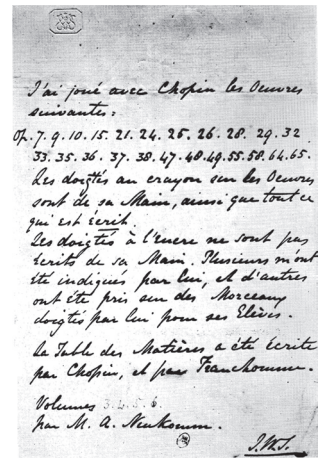 J'ai joué avec Chopin les Oeuvres
suivantes:
Op. 7. 9. 10. 15. 21. 24. 25. 26. 28. 29. 32
33. 35. 36. 37. 38. 47. 48. 49. 55. 58. 64. 65.
Les doigtés au crayon sur les Oeuvres
sont de sa Main, ainsi que tout ce
qui est écrit.
Les doigtés à l'encre ne sont pas
écrits de sa Main. Plusieurs m'ont
été indiqués par lui, et d'autres
ont été pris sur des Morceaux
doigtés par lui pour ses Elèves.
La Table des Matières a été écrite
par Chopin, et par Franchomme.
Volumes 3. 4. 5. 6.
par M. A. Neukomm.
J.W.S.